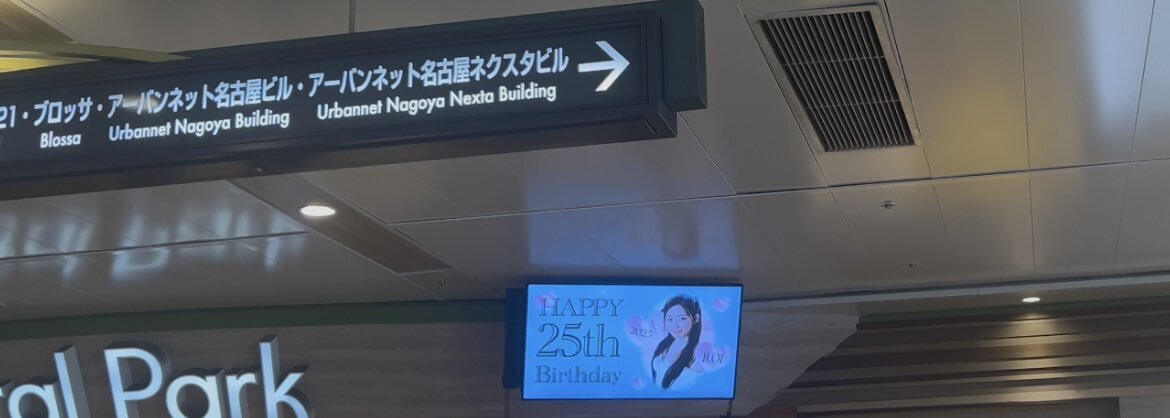 21・ブロッサ・アーバンネット名古屋ビル・アーバンネット名古屋ネクスタビル
Blossa Urbannet Nagoya Building Urbannet Nagoya Nexta Building
HAPPY
25th
Birthday
2025
11.01
ral Park